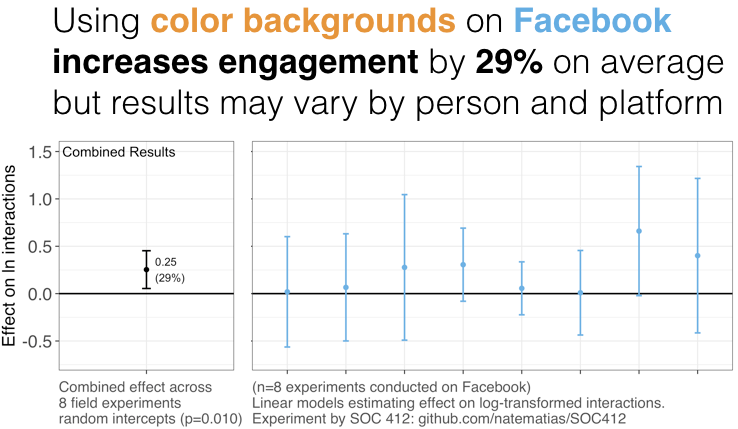 Using color backgrounds on Facebook
increases engagement by 29% on average
but results may vary by person and platform
Effect on ln interactions
1.5
1.0
0.5
0.0
-0.5
Combined Results
0.25
(29%)
Combined effect across
8 field experiments
random intercepts (p=0.010)
(n=8 experiments conducted on Facebook)
Linear models estimating effect on log-transformed interactions.
Experiment by SOC 412: github.com/natematias/SOC412